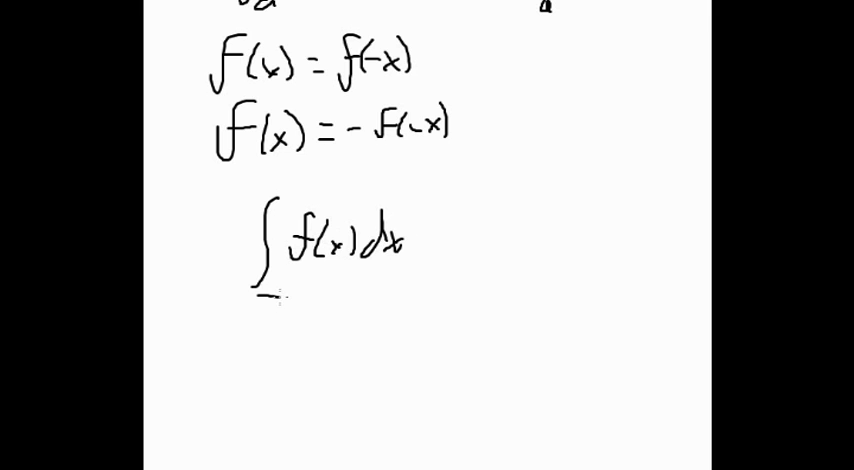 f(x) = f(-x)
f(x) = - f(-x)
∫ f(x) dx
-